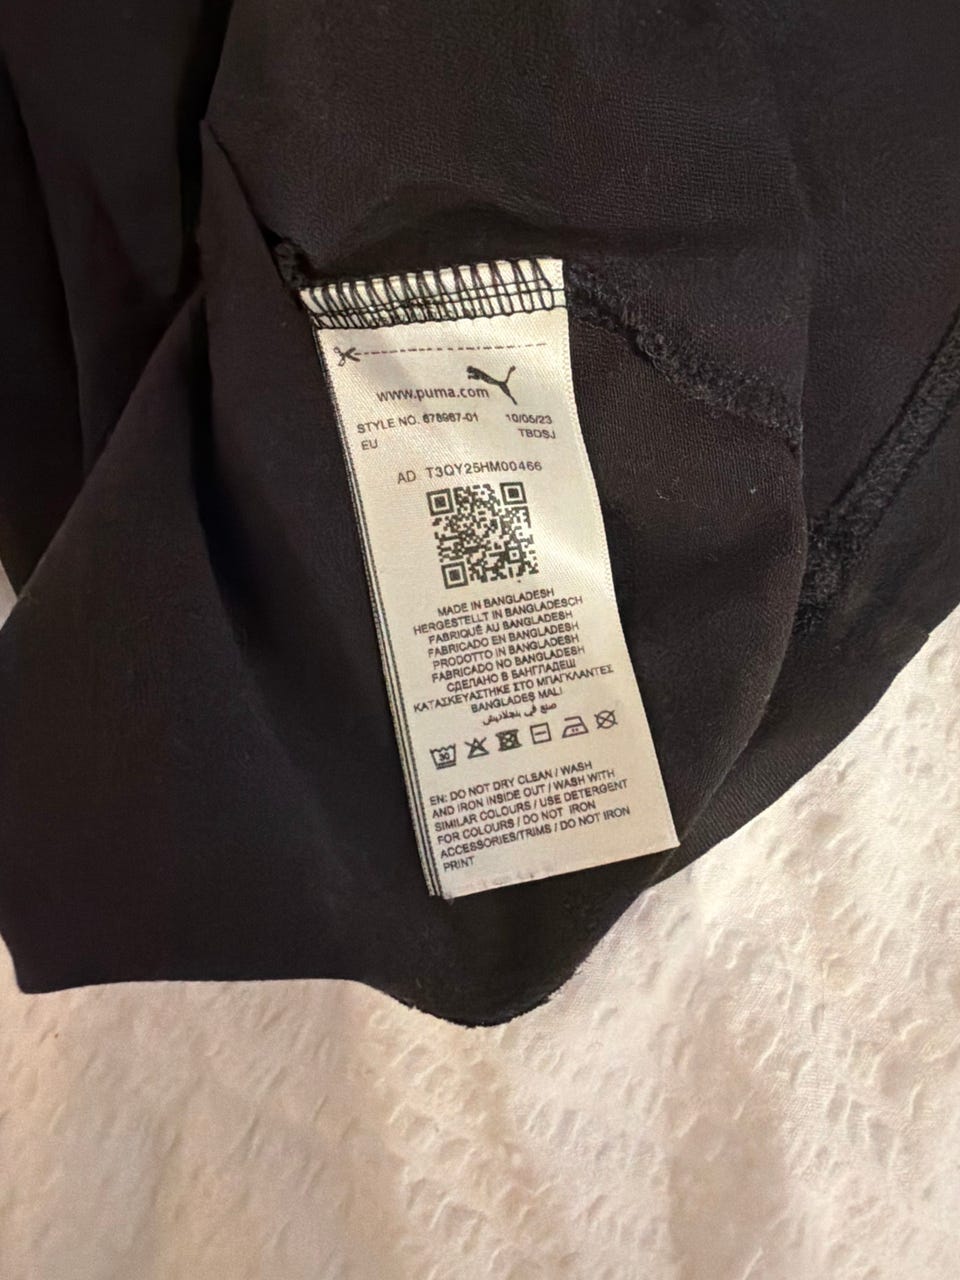 www.puma.com
STYLE NO. 678967-01 10/05/23
EU TBDSJ
AD T3QY25HM00466
MADE IN BANGLADESH
HERGESTELLT IN BANGLADESCH
FABRIQUÉ AU BANGLADESH
FABRICADO EN BANGLADESH
PRODOTTO IN BANGLADESH
FABRICADO NO BANGLADESH
СДЕЛАНО В БАНГЛАДЕШ
ΚΑΤΑΣΚΕΥΑΣΤΗΚΕ ΣΤΟ ΜΠΑΓΚΛΑΝΤΕΣ
BANGLADEŞ MALI
صنع في بنجلاديش
30
EN: DO NOT DRY CLEAN / WASH
AND IRON INSIDE OUT / WASH WITH
SIMILAR COLOURS / USE DETERGENT
FOR COLOURS / DO NOT IRON
ACCESSORIES/TRIMS / DO NOT IRON
PRINT